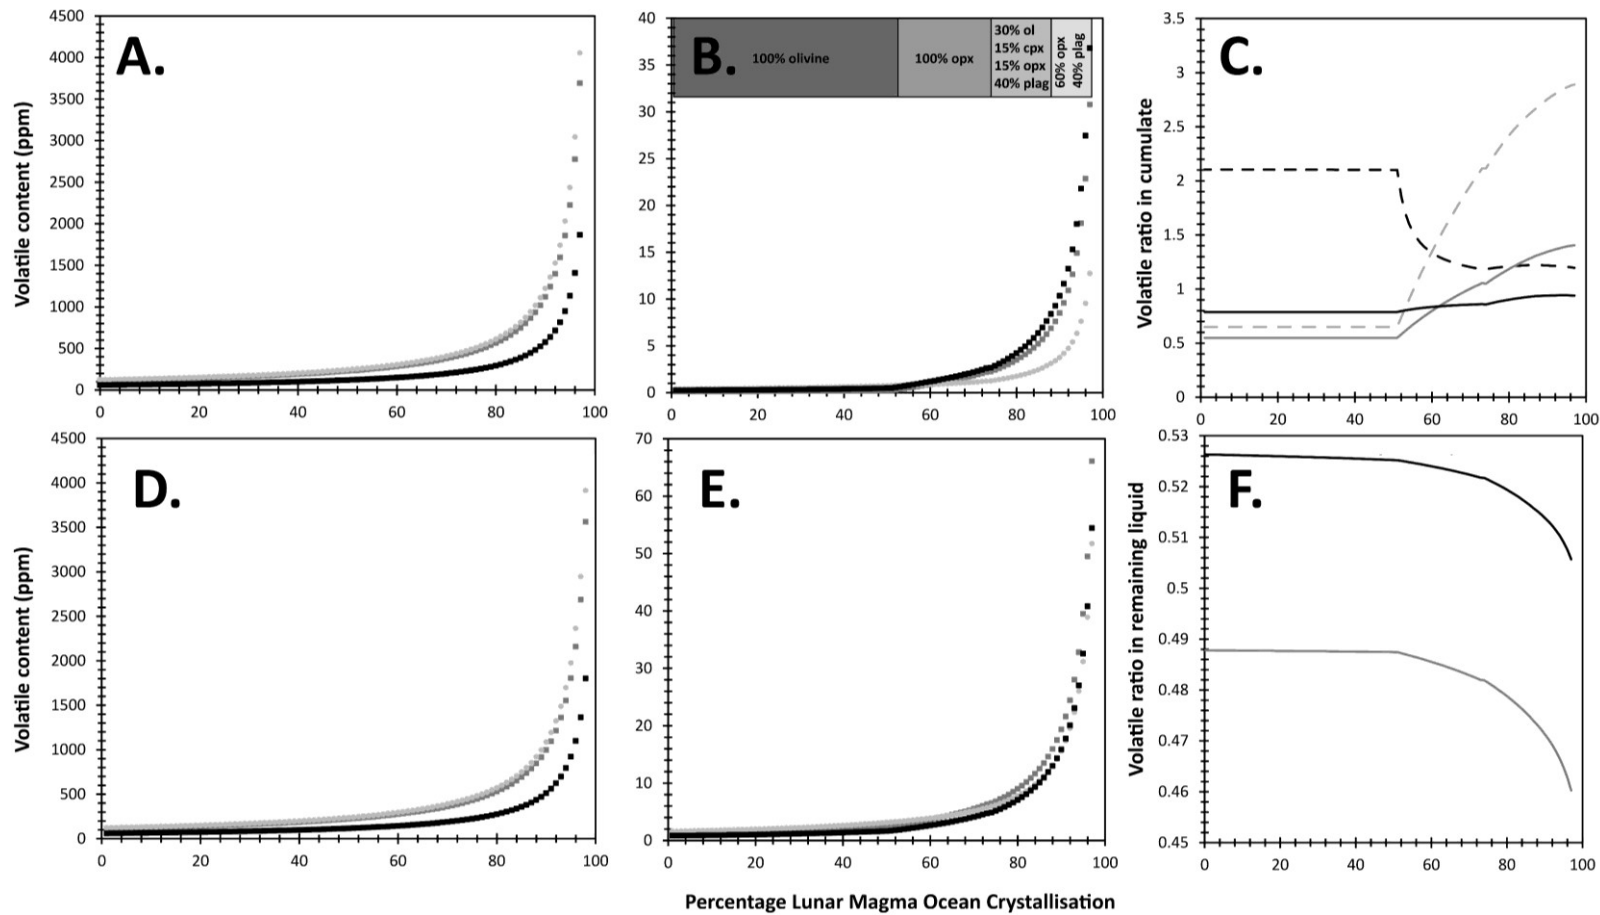 A.
Volatile content (ppm)
4500
4000
3500
3000
2500
2000
1500
1000
500
0
0 20 40 60 80 100
B.
100% olivine
100% opx
30% ol
15% cpx
15% opx
40% plag
60% opx
40% plag
40
35
30
25
20
15
10
5
0
0 20 40 60 80 100
C.
Volatile ratio in cumulate
3.5
3
2.5
2
1.5
1
0.5
0
0 20 40 60 80 100
D.
Volatile content (ppm)
4500
4000
3500
3000
2500
2000
1500
1000
500
0
0 20 40 60 80 100
E.
70
60
50
40
30
20
10
0
0 20 40 60 80 100
F.
Volatile ratio in remaining liquid
0.53
0.52
0.51
0.5
0.49
0.48
0.47
0.46
0.45
0 20 40 60 80 100
Percentage Lunar Magma Ocean Crystallisation